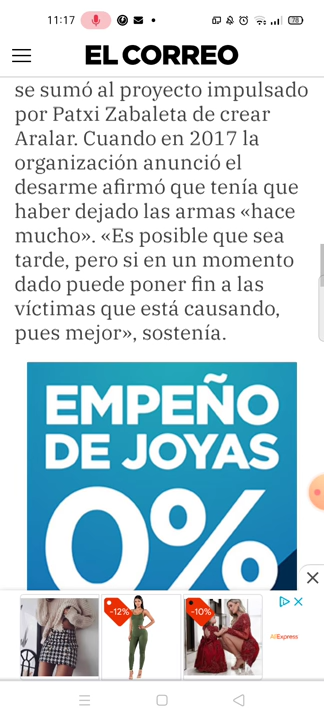 11:17
78
EL CORREO
se sumó al proyecto impulsado
por Patxi Zabaleta de crear
Aralar. Cuando en 2017 la
organización anunció el
desarme afirmó que tenía que
haber dejado las armas «hace
mucho». «Es posible que sea
tarde, pero si en un momento
dado puede poner fin a las
víctimas que está causando,
pues mejor», sostenía.
EMPEÑO
DE JOYAS
0%
-12%
-10%
AliExpress